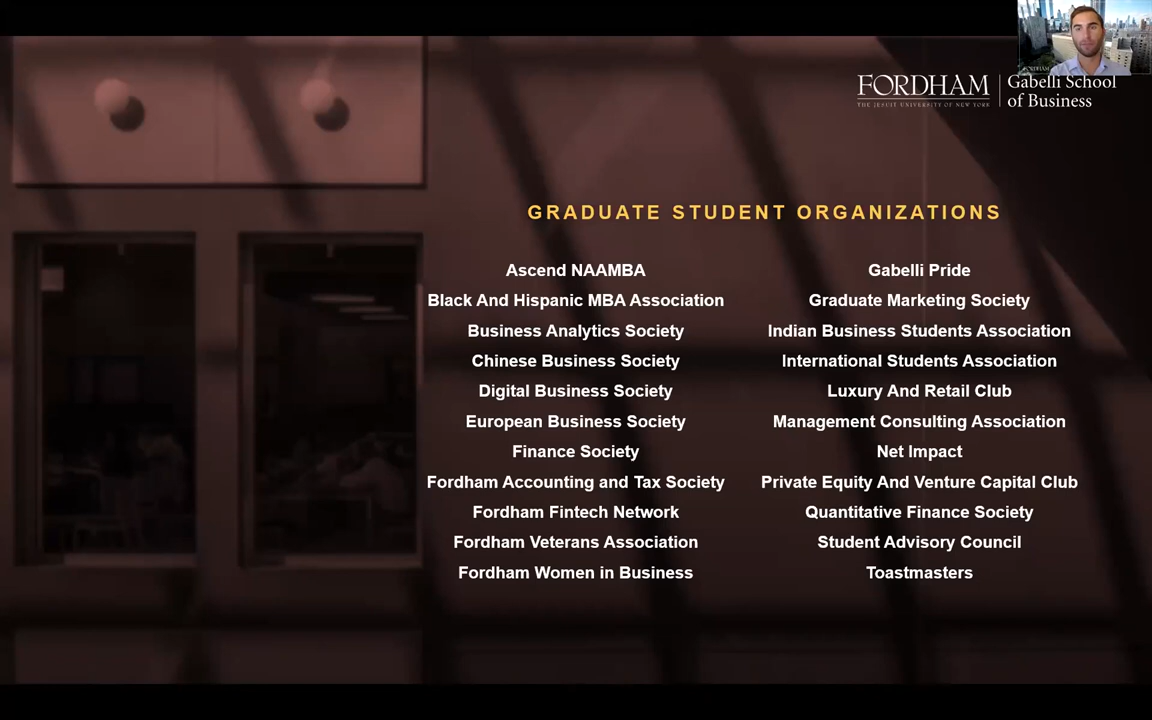 FORDHAM
THE JESUIT UNIVERSITY OF NEW YORK
Gabelli School
of Business
GRADUATE STUDENT ORGANIZATIONS
Ascend NAAMBA
Black And Hispanic MBA Association
Business Analytics Society
Chinese Business Society
Digital Business Society
European Business Society
Finance Society
Fordham Accounting and Tax Society
Fordham Fintech Network
Fordham Veterans Association
Fordham Women in Business
Gabelli Pride
Graduate Marketing Society
Indian Business Students Association
International Students Association
Luxury And Retail Club
Management Consulting Association
Net Impact
Private Equity And Venture Capital Club
Quantitative Finance Society
Student Advisory Council
Toastmasters